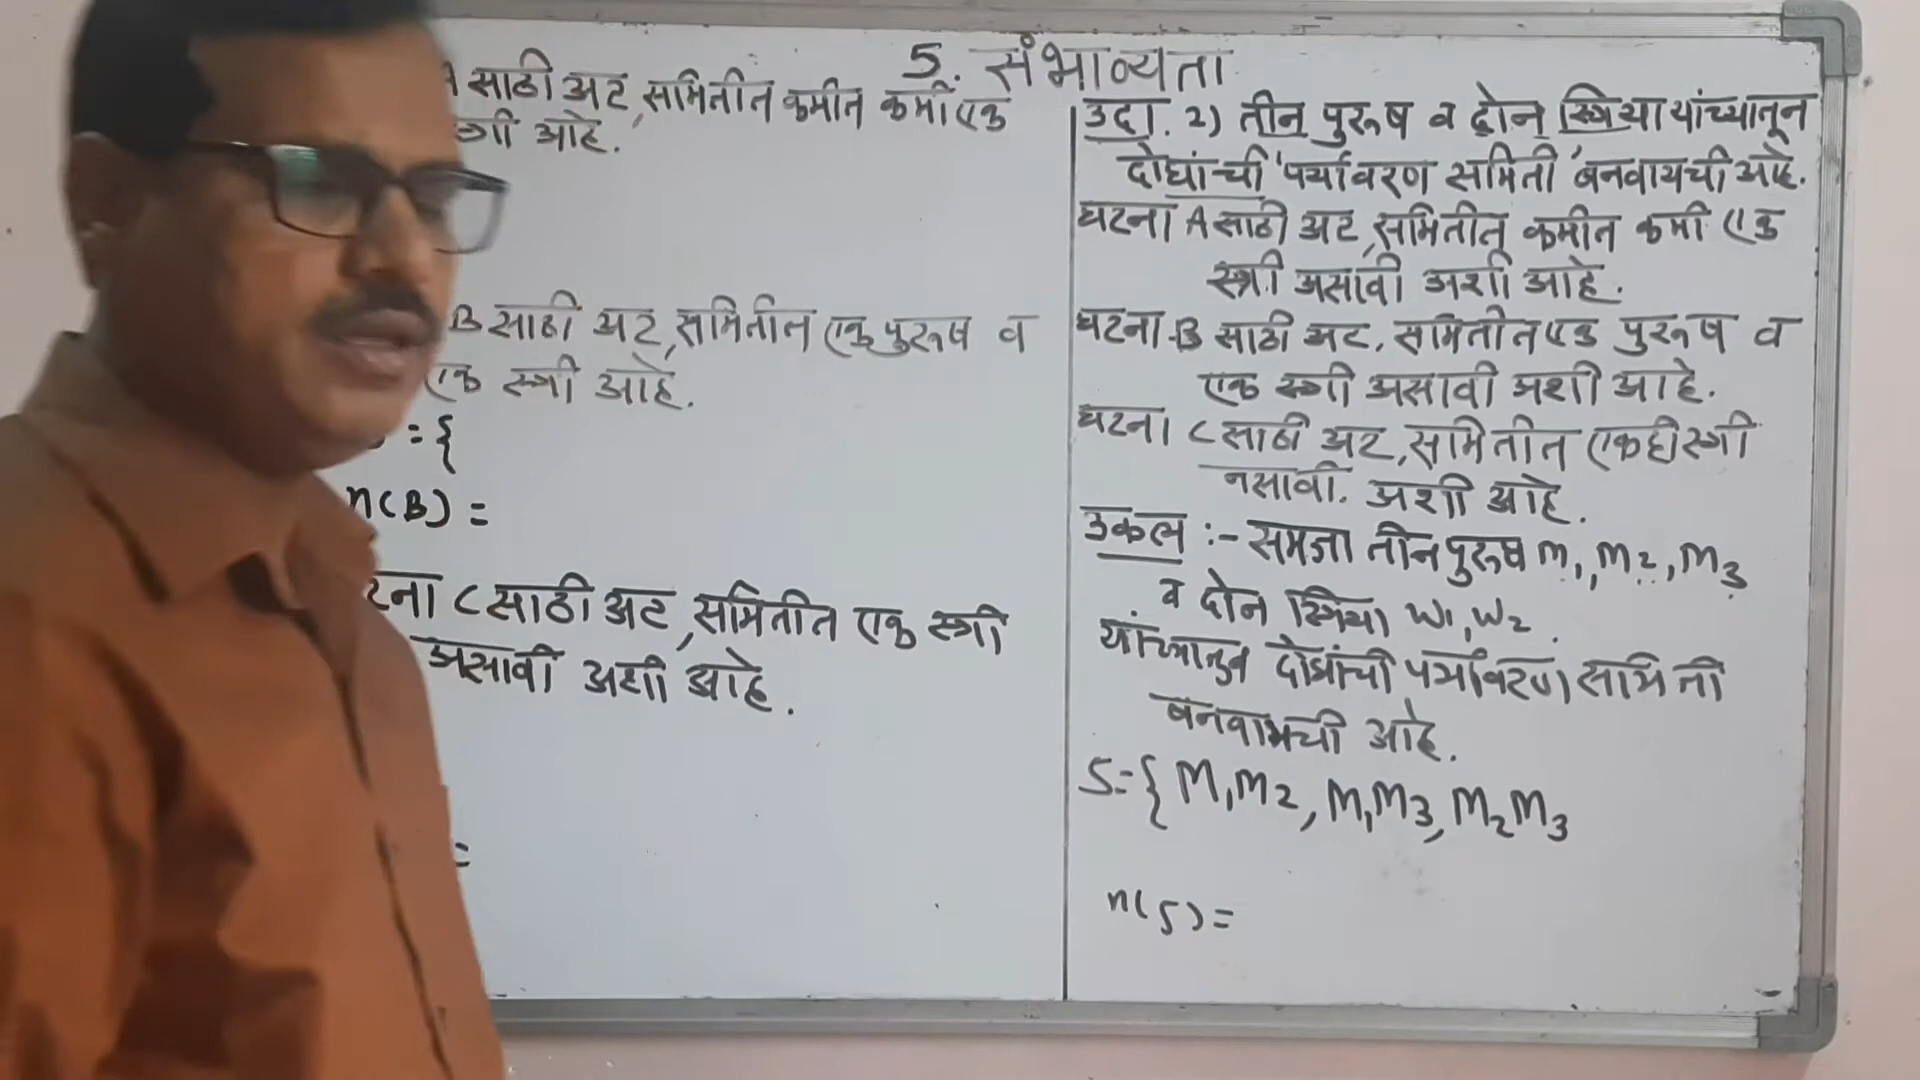 5. संभाव्यता
A साठी अट, समितीत कमीत कमी एक
स्त्री आहे.
B साठी अट, समितीत एक पुरूष व
एक स्त्री आहे.
= {
n(B) =
टना C साठी अट, समितीत एक स्त्री
असावी अशी आहे.
=
उदा. 2) तीन पुरूष व दोन स्त्रिया यांच्यातून
दोघांची 'पर्यावरण समिती' बनवायची आहे.
घटना A साठी अट, समितीत कमीत कमी एक
स्त्री असावी अशी आहे.
घटना B साठी अट, समितीत एक पुरूष व
एक स्त्री असावी अशी आहे.
घटना C साठी अट, समितीत एकही स्त्री
नसावी. अशी आहे.
उकल :- समजा तीन पुरूष m1, m2, m3
व दोन स्त्रिया W1, W2.
यांच्यातून दोघांची पर्यावरण समिती
बनवायची आहे.
S={ M1M2, M1M3, M2M3
n(S)=